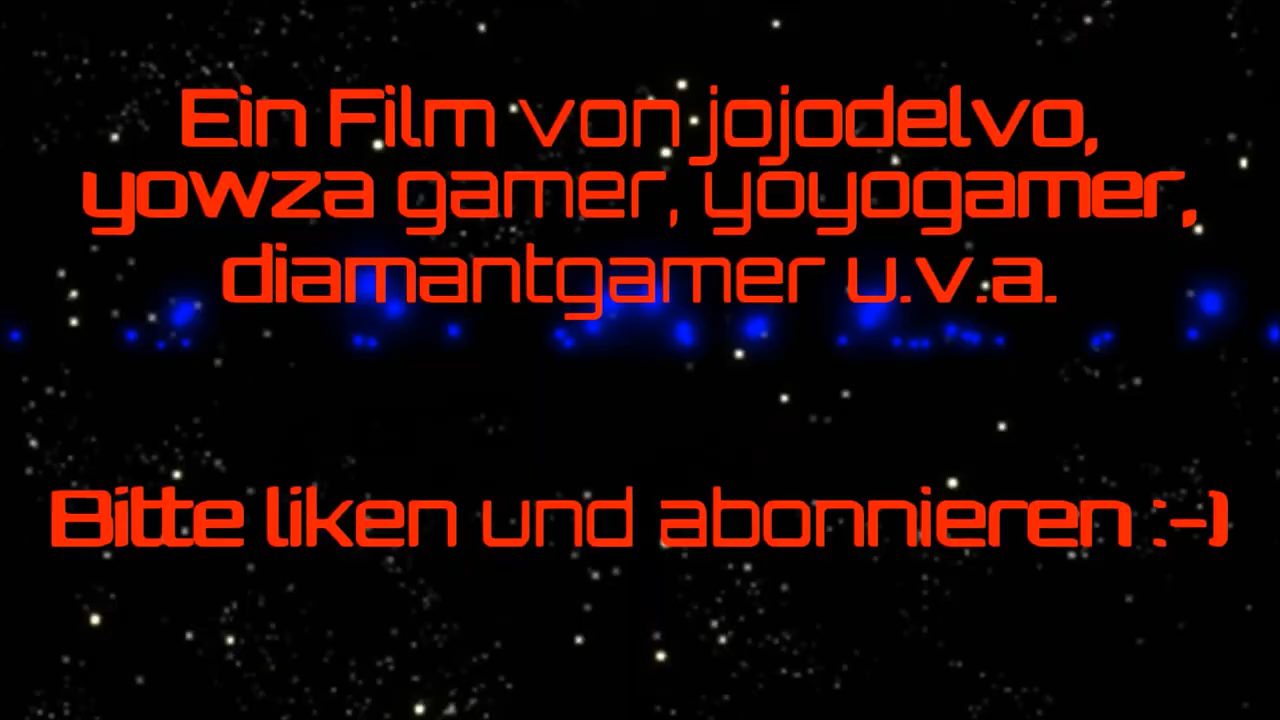 Ein Film von jojodelvo,
yowza gamer, yoyogamer,
diamantgamer u.v.a.
Bitte liken und abonnieren :-)